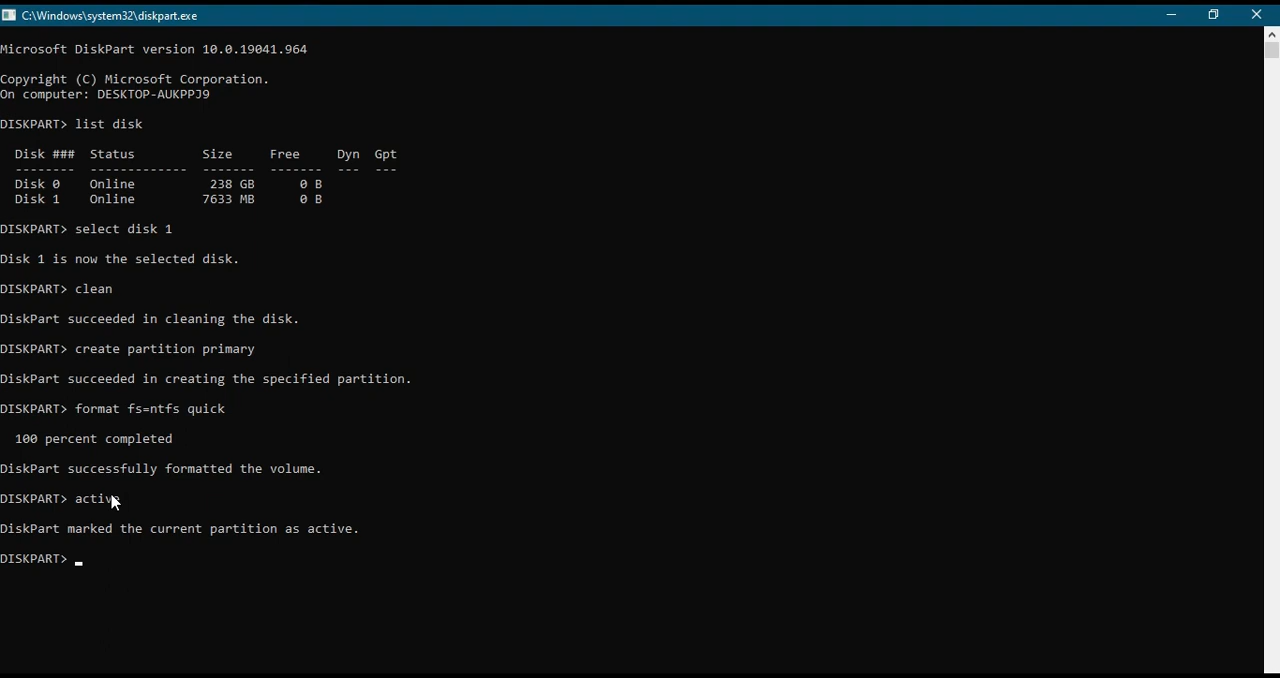 C:\Windows\system32\diskpart.exe
Microsoft DiskPart version 10.0.19041.964
Copyright (C) Microsoft Corporation.
On computer: DESKTOP-AUKPPJ9
DISKPART> list disk
Disk ### Status Size Free Dyn Gpt
-------- ------------- ------- ------- --- ---
Disk 0 Online 238 GB 0 B
Disk 1 Online 7633 MB 0 B
DISKPART> select disk 1
Disk 1 is now the selected disk.
DISKPART> clean
DiskPart succeeded in cleaning the disk.
DISKPART> create partition primary
DiskPart succeeded in creating the specified partition.
DISKPART> format fs=ntfs quick
100 percent completed
DiskPart successfully formatted the volume.
DISKPART> active
DiskPart marked the current partition as active.
DISKPART>